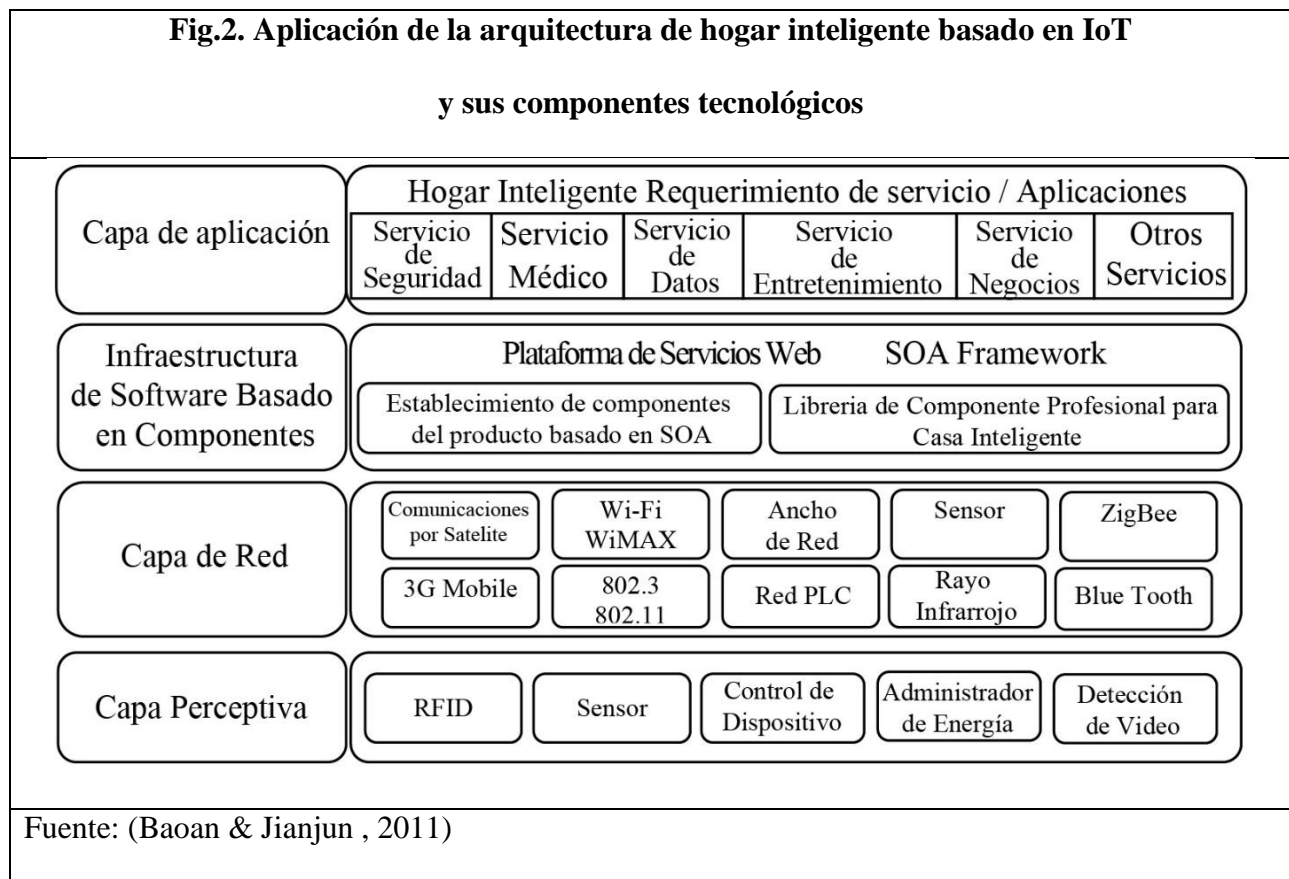 Fig.2. Aplicación de la arquitectura de hogar inteligente basado en IoT
y sus componentes tecnológicos
Capa de aplicación
Hogar Inteligente Requerimiento de servicio / Aplicaciones
Servicio
de
Seguridad
Servicio
Médico
Servicio
de
Datos
Servicio
de
Entretenimiento
Servicio
de
Negocios
Otros
Servicios
Infraestructura
de Software Basado
en Componentes
Plataforma de Servicios Web
SOA Framework
Establecimiento de componentes
del producto basado en SOA
Libreria de Componente Profesional para
Casa Inteligente
Capa de Red
Comunicaciones
por Satelite
Wi-Fi
WiMAX
Ancho
de Red
Sensor
ZigBee
3G Mobile
802.3
802.11
Red PLC
Rayo
Infrarrojo
Blue Tooth
Capa Perceptiva
RFID
Sensor
Control de
Dispositivo
Administrador
de Energía
Detección
de Video
Fuente: (Baoan & Jianjun , 2011)